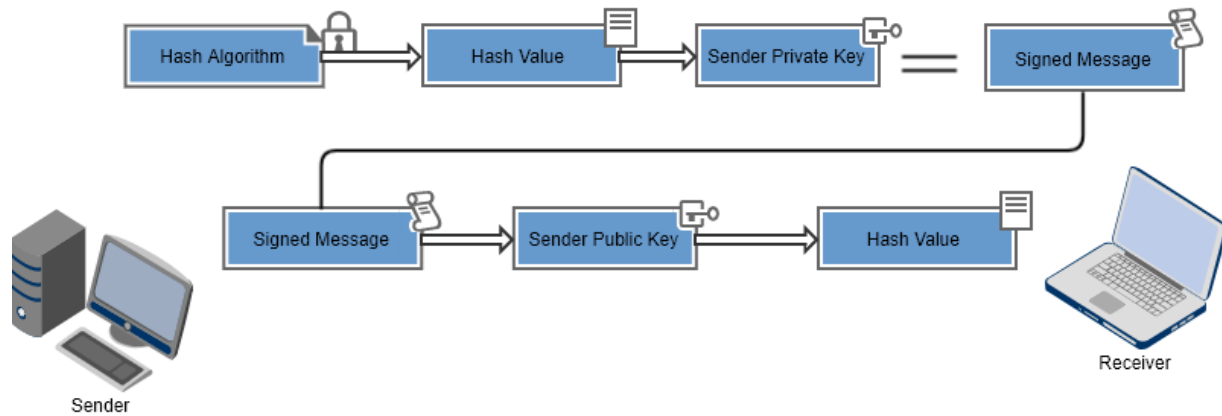 Hash Algorithm
Hash Value
Sender Private Key
Signed Message
Signed Message
Sender Public Key
Hash Value
Sender
Receiver